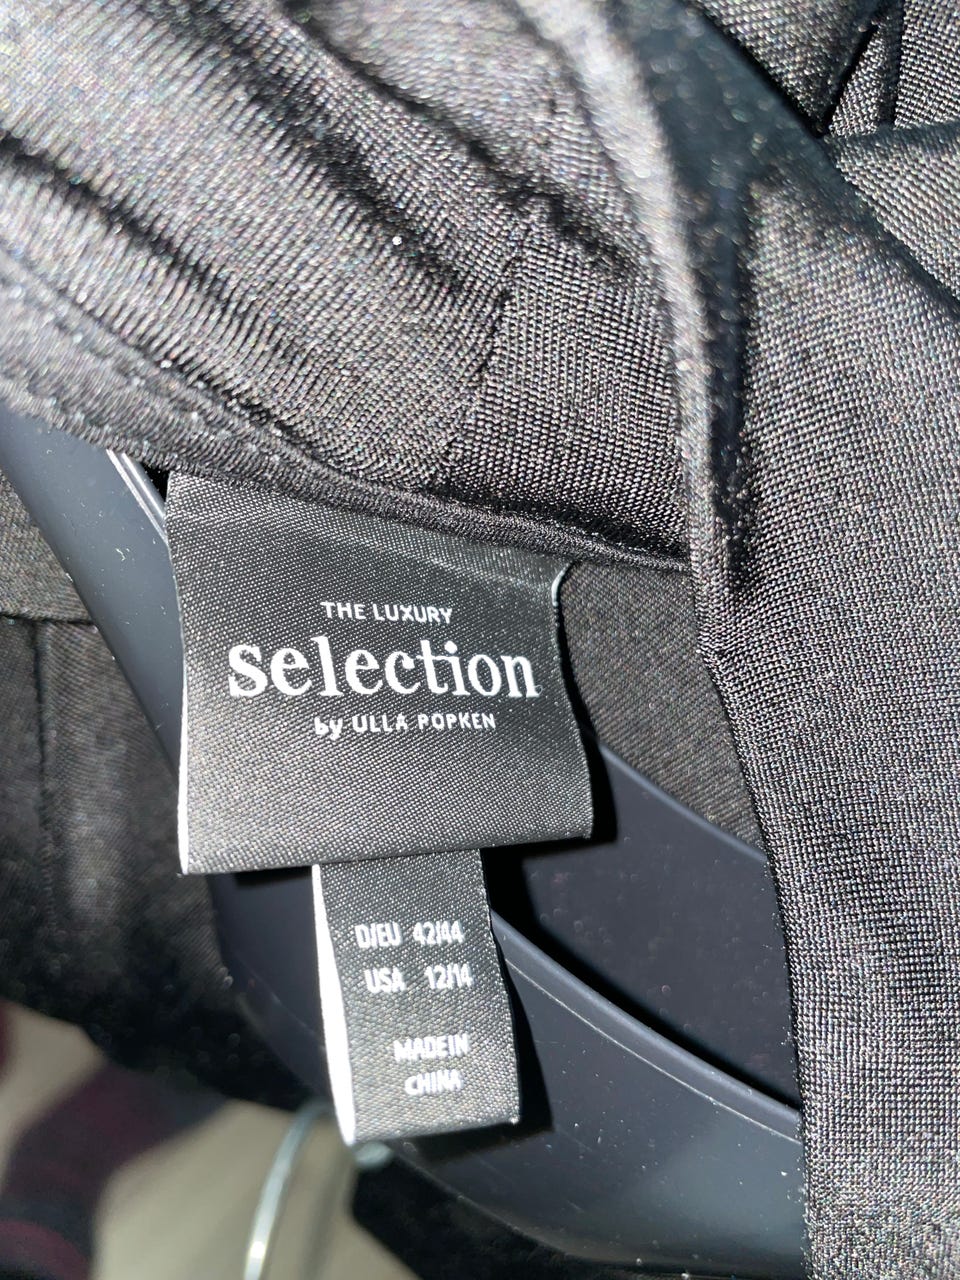 THE LUXURY
selection
by ULLA POPKEN
D/EU 42/44
USA 12/14
MADE IN
CHINA